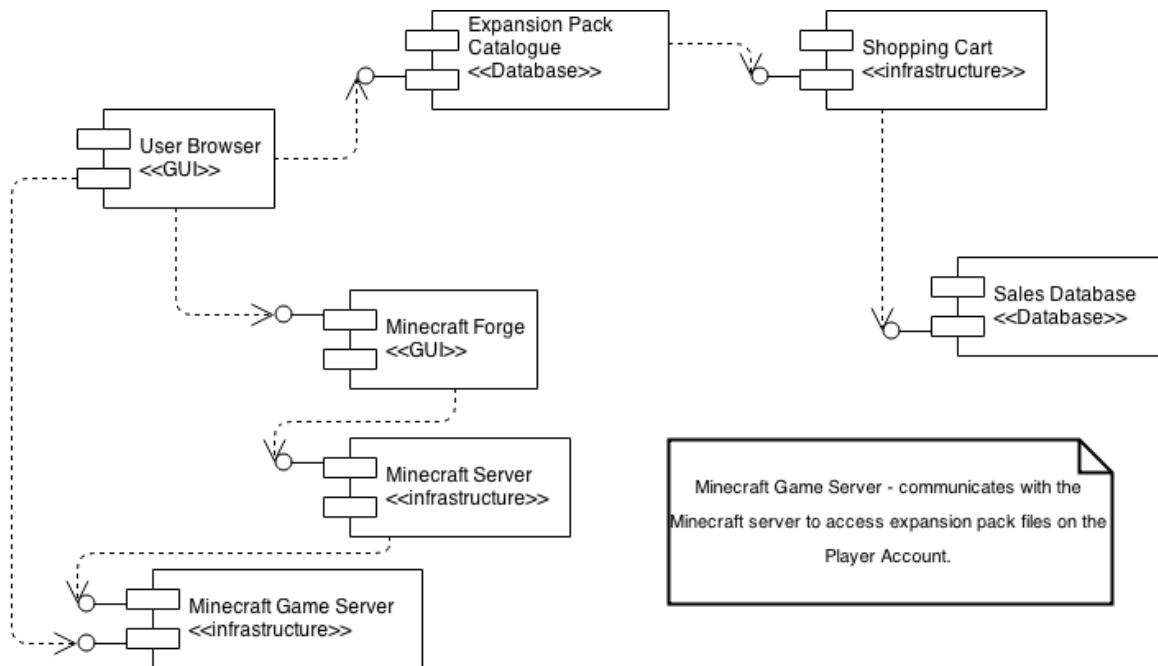 Expansion Pack
Catalogue
<<Database>>
Shopping Cart
<<infrastructure>>
User Browser
<<GUI>>
Sales Database
<<Database>>
Minecraft Forge
<<GUI>>
Minecraft Server
<<infrastructure>>
Minecraft Game Server - communicates with the
Minecraft server to access expansion pack files on the
Player Account.
Minecraft Game Server
<<infrastructure>>